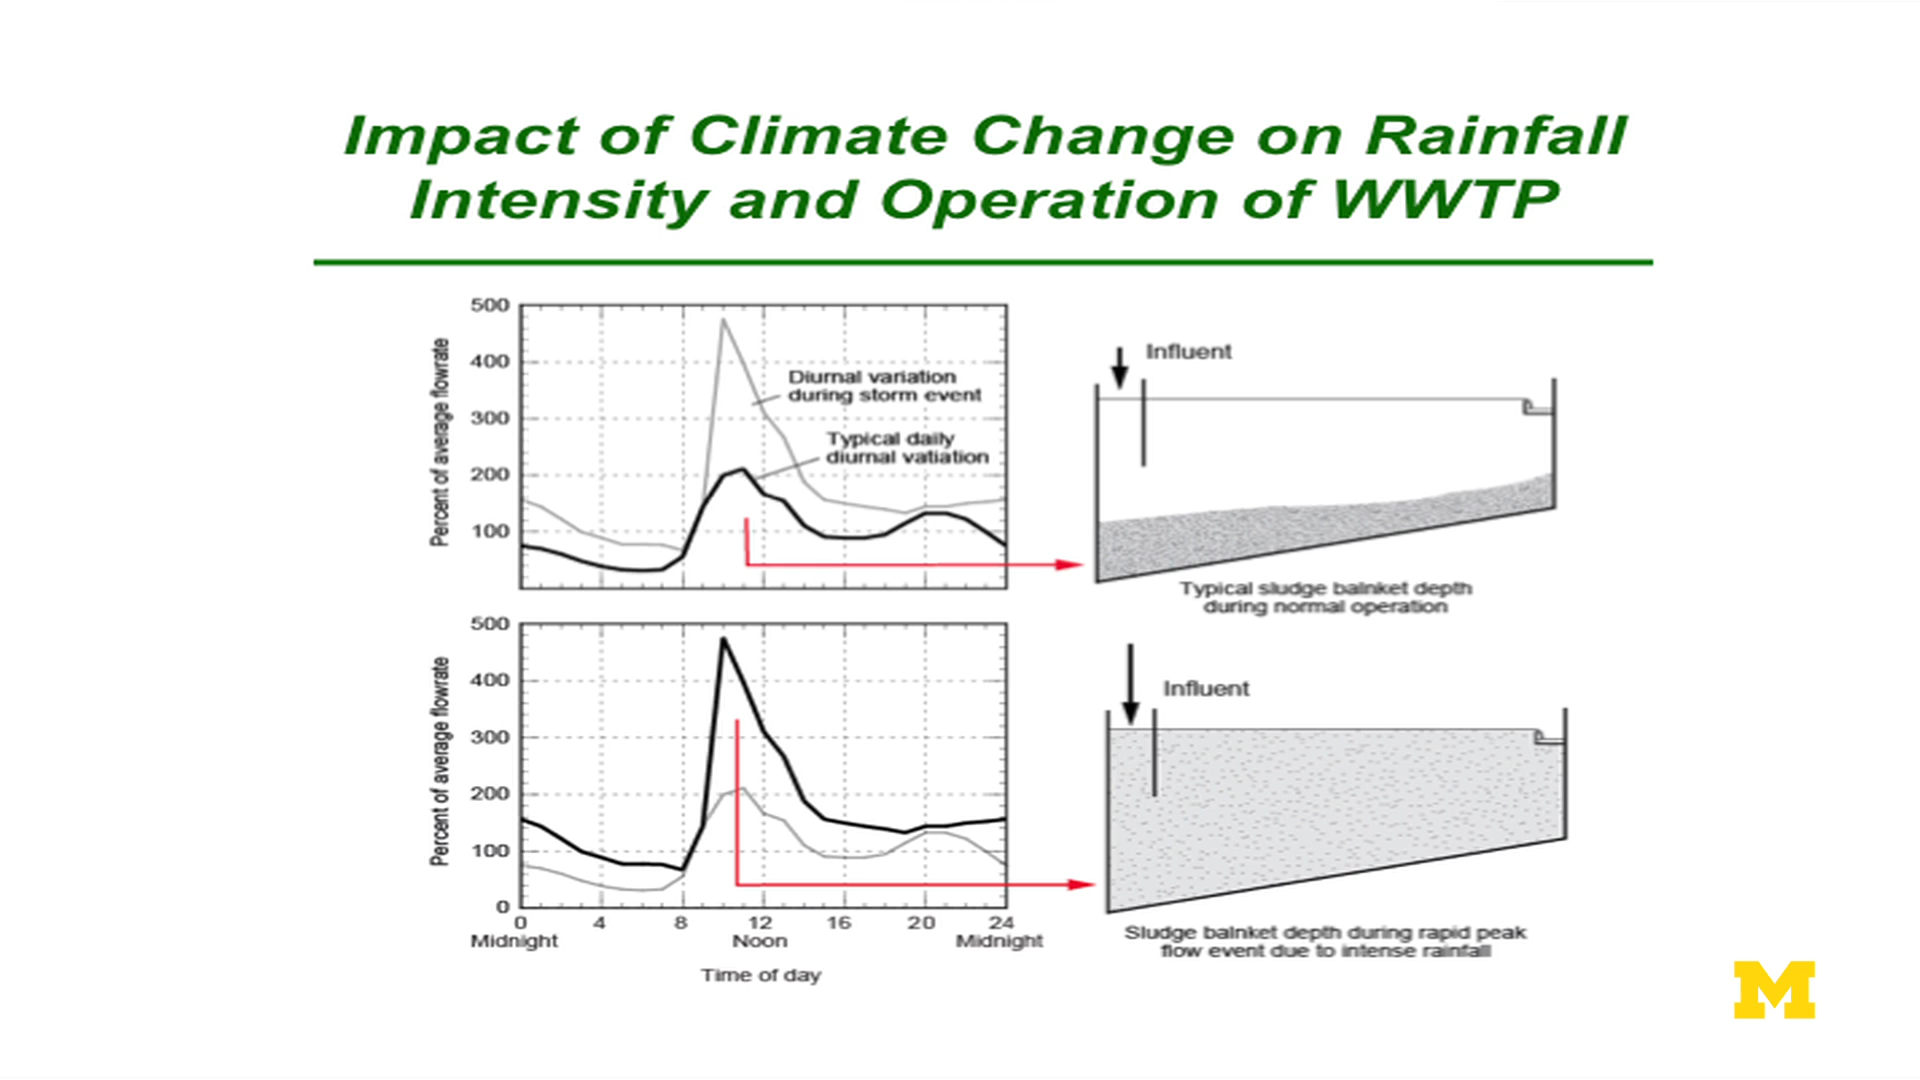 Impact of Climate Change on Rainfall
Intensity and Operation of WWTP
500
400
300
200
100
Percent of average flowrate
Diurnal variation
during storm event
Typical daily
diurnal vatiation
Influent
Typical sludge balnket depth
during normal operation
500
400
300
200
100
0
Percent of average flowrate
0 4 8 12 16 20 24
Midnight Noon Midnight
Time of day
Influent
Sludge balnket depth during rapid peak
flow event due to intense rainfall
M